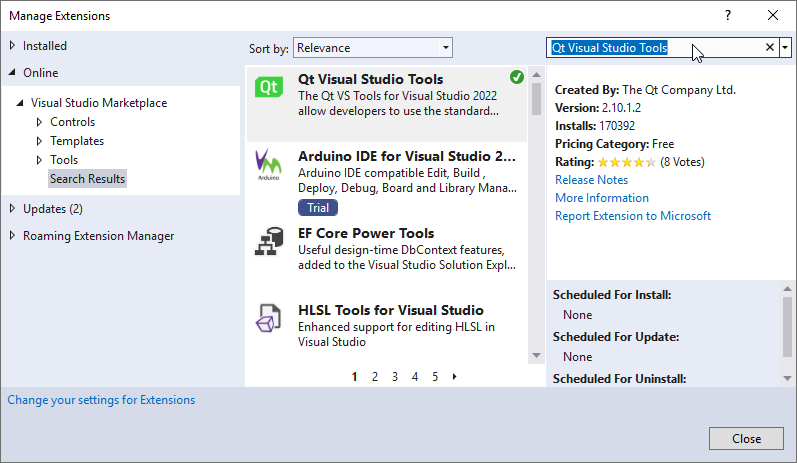 Manage Extensions
?
Installed
Online
Visual Studio Marketplace
Controls
Templates
Tools
Search Results
Updates (2)
Roaming Extension Manager
Sort by: Relevance
Qt Visual Studio Tools
Qt
Qt Visual Studio Tools
The Qt VS Tools for Visual Studio 2022
allow developers to use the standard...
Arduino
Arduino IDE for Visual Studio 2...
Arduino IDE compatible Edit, Build ,
Deploy, Debug, Board and Library Mana...
Trial
EF Core Power Tools
Useful design-time DbContext features,
added to the Visual Studio Solution Expl...
HLSL Tools for Visual Studio
Enhanced support for editing HLSL in
Visual Studio
1 2 3 4 5
Created By: The Qt Company Ltd.
Version: 2.10.1.2
Installs: 170392
Pricing Category: Free
Rating: (8 Votes)
Release Notes
More Information
Report Extension to Microsoft
Scheduled For Install:
None
Scheduled For Update:
None
Scheduled For Uninstall:
Change your settings for Extensions
Close